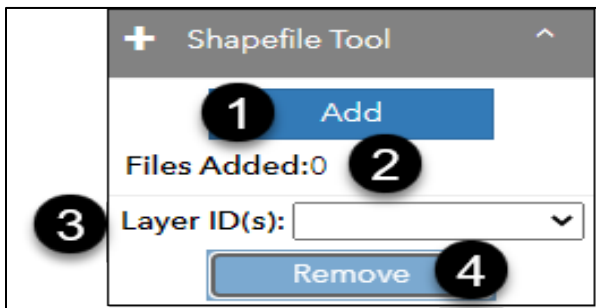 + Shapefile Tool
1 Add
Files Added:0 2
3 Layer ID(s):
Remove 4